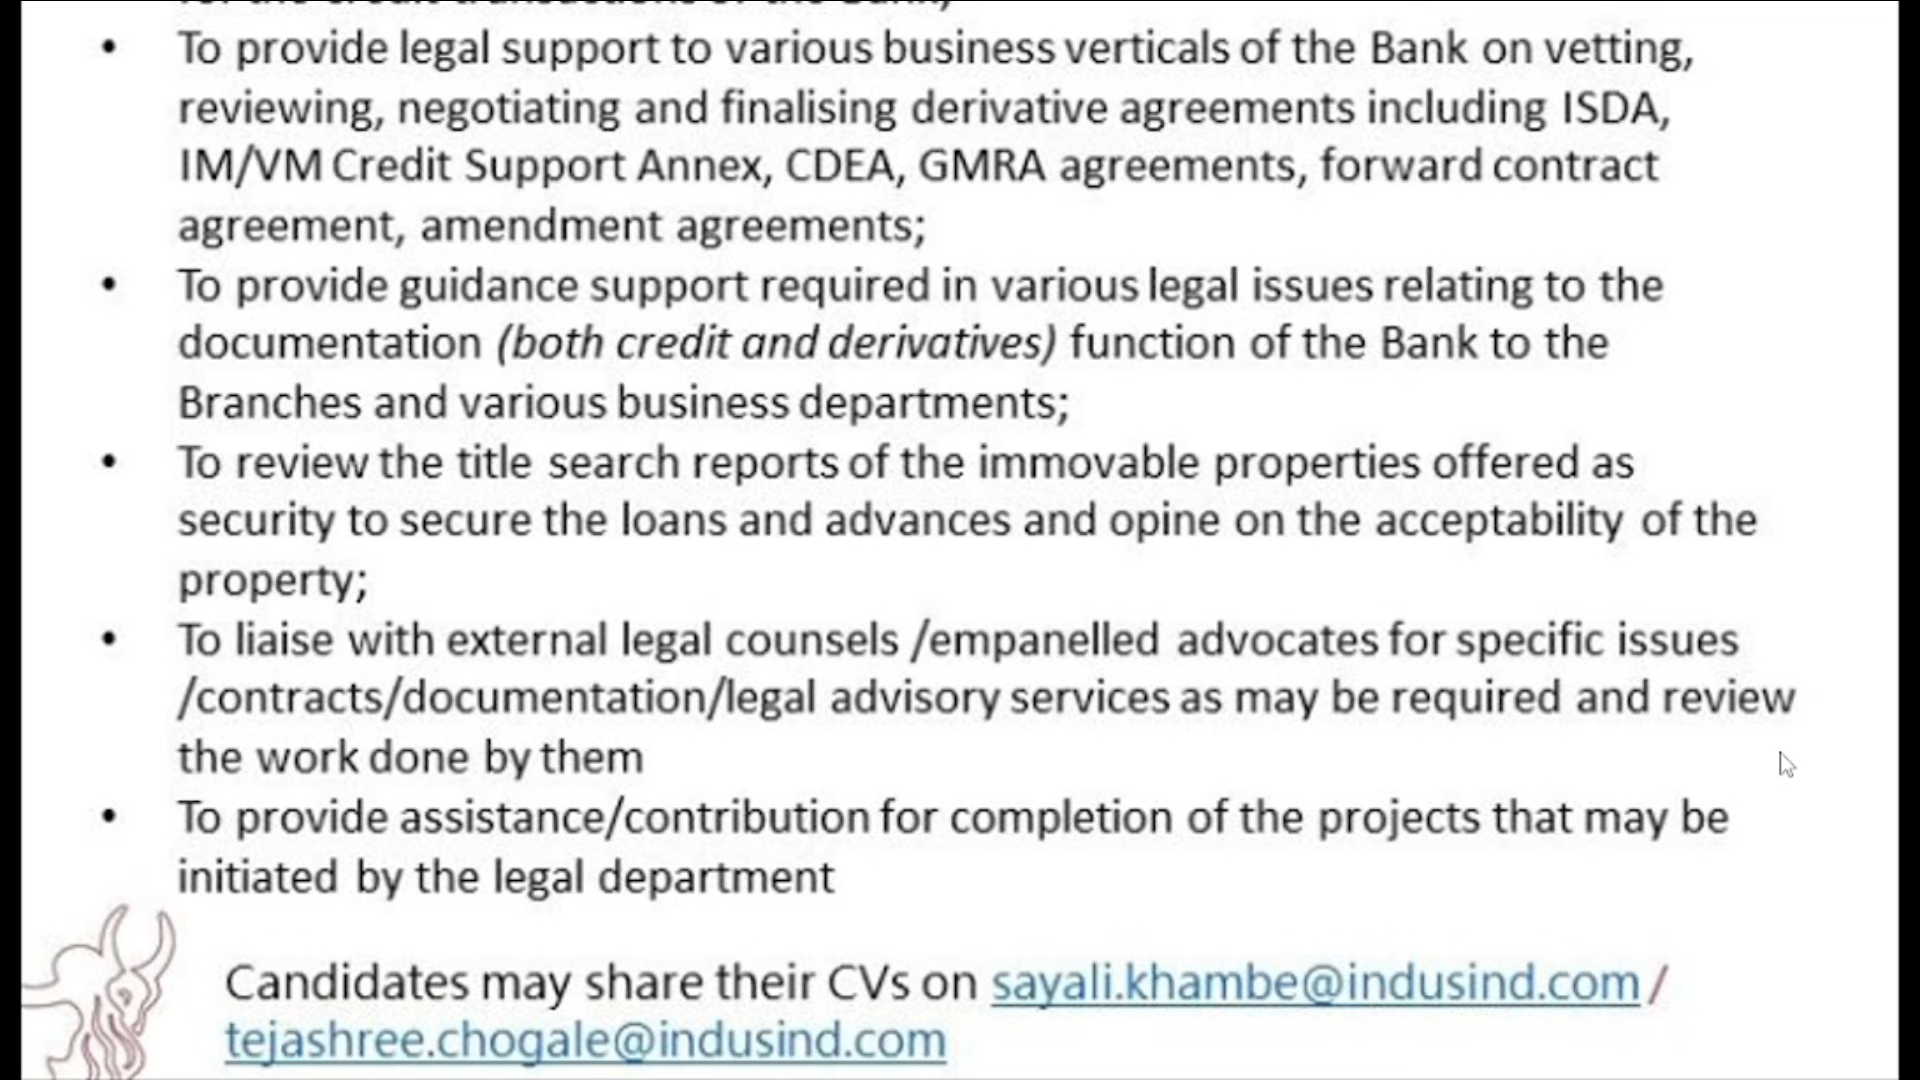 for the credit transactions of the Bank;
• To provide legal support to various business verticals of the Bank on vetting,
reviewing, negotiating and finalising derivative agreements including ISDA,
IM/VM Credit Support Annex, CDEA, GMRA agreements, forward contract
agreement, amendment agreements;
• To provide guidance support required in various legal issues relating to the
documentation (both credit and derivatives) function of the Bank to the
Branches and various business departments;
• To review the title search reports of the immovable properties offered as
security to secure the loans and advances and opine on the acceptability of the
property;
• To liaise with external legal counsels /empanelled advocates for specific issues
/contracts/documentation/legal advisory services as may be required and review
the work done by them
• To provide assistance/contribution for completion of the projects that may be
initiated by the legal department
Candidates may share their CVs on sayali.khambe@indusind.com /
tejashree.chogale@indusind.com